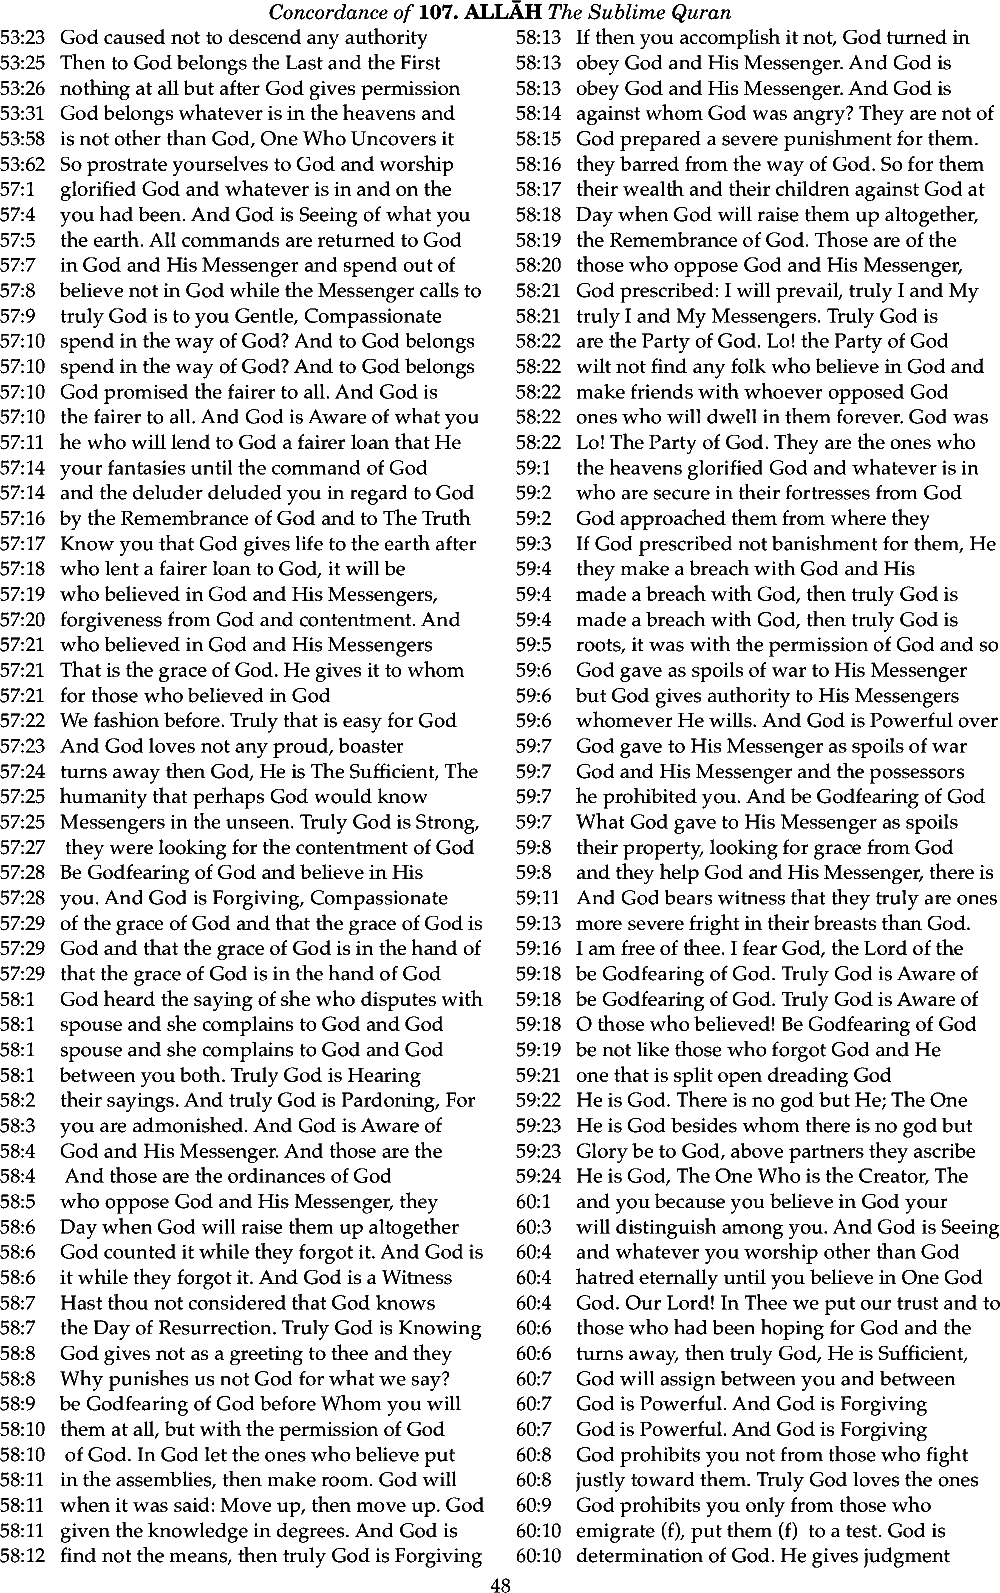 Concordance of 107. ALLĀH The Sublime Quran
53:23 God caused not to descend any authority
53:25 Then to God belongs the Last and the First
53:26 nothing at all but after God gives permission
53:31 God belongs whatever is in the heavens and
53:58 is not other than God, One Who Uncovers it
53:62 So prostrate yourselves to God and worship
57:1 glorified God and whatever is in and on the
57:4 you had been. And God is Seeing of what you
57:5 the earth. All commands are returned to God
57:7 in God and His Messenger and spend out of
57:8 believe not in God while the Messenger calls to
57:9 truly God is to you Gentle, Compassionate
57:10 spend in the way of God? And to God belongs
57:10 spend in the way of God? And to God belongs
57:10 God promised the fairer to all. And God is
57:10 the fairer to all. And God is Aware of what you
57:11 he who will lend to God a fairer loan that He
57:14 your fantasies until the command of God
57:14 and the deluder deluded you in regard to God
57:16 by the Remembrance of God and to The Truth
57:17 Know you that God gives life to the earth after
57:18 who lent a fairer loan to God, it will be
57:19 who believed in God and His Messengers,
57:20 forgiveness from God and contentment. And
57:21 who believed in God and His Messengers
57:21 That is the grace of God. He gives it to whom
57:21 for those who believed in God
57:22 We fashion before. Truly that is easy for God
57:23 And God loves not any proud, boaster
57:24 turns away then God, He is The Sufficient, The
57:25 humanity that perhaps God would know
57:25 Messengers in the unseen. Truly God is Strong,
57:27 they were looking for the contentment of God
57:28 Be Godfearing of God and believe in His
57:28 you. And God is Forgiving, Compassionate
57:29 of the grace of God and that the grace of God is
57:29 God and that the grace of God is in the hand of
57:29 that the grace of God is in the hand of God
58:1 God heard the saying of she who disputes with
58:1 spouse and she complains to God and God
58:1 spouse and she complains to God and God
58:1 between you both. Truly God is Hearing
58:2 their sayings. And truly God is Pardoning, For
58:3 you are admonished. And God is Aware of
58:4 God and His Messenger. And those are the
58:4 And those are the ordinances of God
58:5 who oppose God and His Messenger, they
58:6 Day when God will raise them up altogether
58:6 God counted it while they forgot it. And God is
58:6 it while they forgot it. And God is a Witness
58:7 Hast thou not considered that God knows
58:7 the Day of Resurrection. Truly God is Knowing
58:8 God gives not as a greeting to thee and they
58:8 Why punishes us not God for what we say?
58:9 be Godfearing of God before Whom you will
58:10 them at all, but with the permission of God
58:10 of God. In God let the ones who believe put
58:11 in the assemblies, then make room. God will
58:11 when it was said: Move up, then move up. God
58:11 given the knowledge in degrees. And God is
58:12 find not the means, then truly God is Forgiving
58:13 If then you accomplish it not, God turned in
58:13 obey God and His Messenger. And God is
58:13 obey God and His Messenger. And God is
58:14 against whom God was angry? They are not of
58:15 God prepared a severe punishment for them.
58:16 they barred from the way of God. So for them
58:17 their wealth and their children against God at
58:18 Day when God will raise them up altogether,
58:19 the Remembrance of God. Those are of the
58:20 those who oppose God and His Messenger,
58:21 God prescribed: I will prevail, truly I and My
58:21 truly I and My Messengers. Truly God is
58:22 are the Party of God. Lo! the Party of God
58:22 wilt not find any folk who believe in God and
58:22 make friends with whoever opposed God
58:22 ones who will dwell in them forever. God was
58:22 Lo! The Party of God. They are the ones who
59:1 the heavens glorified God and whatever is in
59:2 who are secure in their fortresses from God
59:2 God approached them from where they
59:3 If God prescribed not banishment for them, He
59:4 they make a breach with God and His
59:4 made a breach with God, then truly God is
59:4 made a breach with God, then truly God is
59:5 roots, it was with the permission of God and so
59:6 God gave as spoils of war to His Messenger
59:6 but God gives authority to His Messengers
59:6 whomever He wills. And God is Powerful over
59:7 God gave to His Messenger as spoils of war
59:7 God and His Messenger and the possessors
59:7 he prohibited you. And be Godfearing of God
59:7 What God gave to His Messenger as spoils
59:8 their property, looking for grace from God
59:8 and they help God and His Messenger, there is
59:11 And God bears witness that they truly are ones
59:13 more severe fright in their breasts than God.
59:16 I am free of thee. I fear God, the Lord of the
59:18 be Godfearing of God. Truly God is Aware of
59:18 be Godfearing of God. Truly God is Aware of
59:18 O those who believed! Be Godfearing of God
59:19 be not like those who forgot God and He
59:21 one that is split open dreading God
59:22 He is God. There is no god but He; The One
59:23 He is God besides whom there is no god but
59:23 Glory be to God, above partners they ascribe
59:24 He is God, The One Who is the Creator, The
60:1 and you because you believe in God your
60:3 will distinguish among you. And God is Seeing
60:4 and whatever you worship other than God
60:4 hatred eternally until you believe in One God
60:4 God. Our Lord! In Thee we put our trust and to
60:6 those who had been hoping for God and the
60:6 turns away, then truly God, He is Sufficient,
60:7 God will assign between you and between
60:7 God is Powerful. And God is Forgiving
60:7 God is Powerful. And God is Forgiving
60:8 God prohibits you not from those who fight
60:8 justly toward them. Truly God loves the ones
60:9 God prohibits you only from those who
60:10 emigrate (f), put them (f) to a test. God is
60:10 determination of God. He gives judgment
48